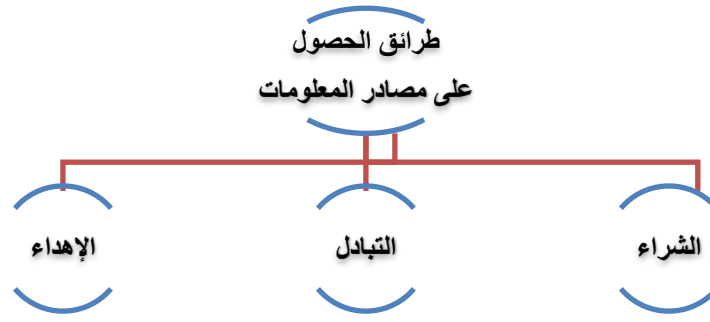 طرائق الحصول
على مصادر المعلومات
الشراء
التبادل
الإهداء